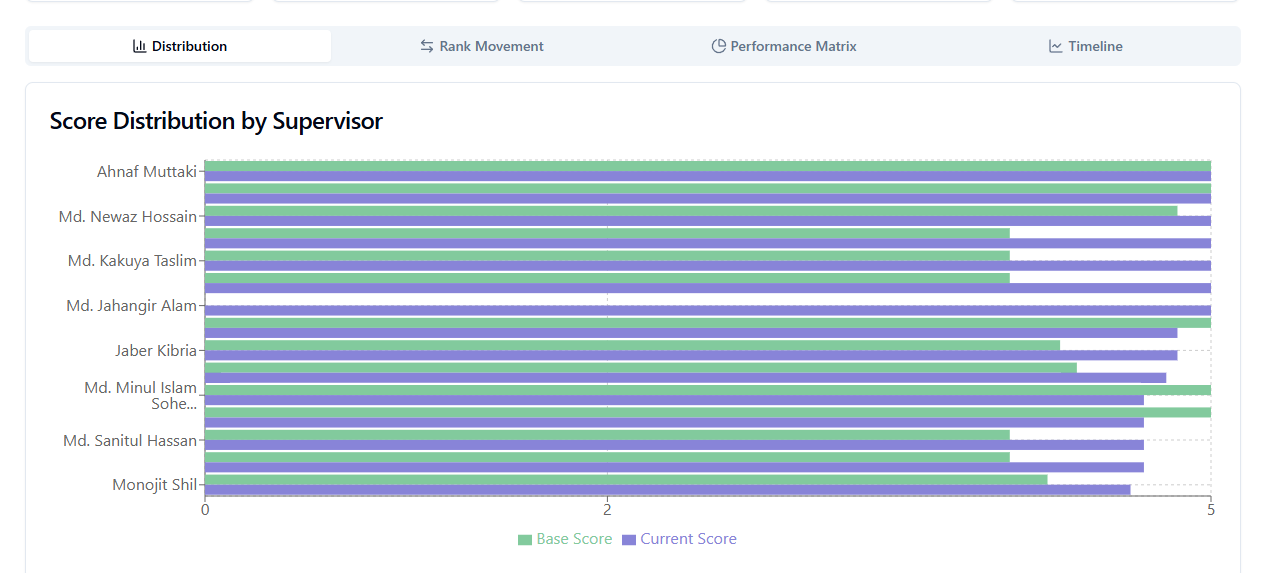 Distribution
Rank Movement
Performance Matrix
Timeline
Score Distribution by Supervisor
Ahnaf Muttaki
Md. Newaz Hossain
Md. Kakuya Taslim
Md. Jahangir Alam
Jaber Kibria
Md. Minul Islam
Sohe...
Md. Sanitul Hassan
Monojit Shil
0 2 5
Base Score Current Score